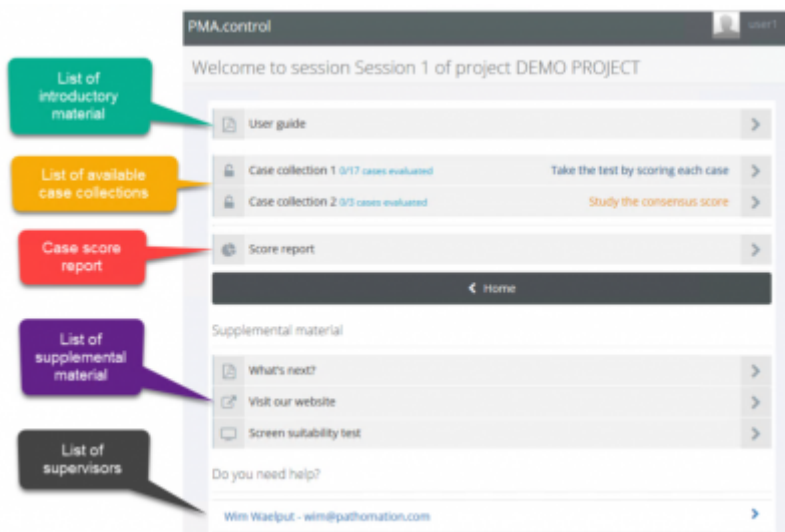 PMA.control
user1
Welcome to session Session 1 of project DEMO PROJECT
List of
introductory
material
User guide
List of available
case collections
Case collection 1 0/17 cases evaluated
Take the test by scoring each case
Case collection 2 0/3 cases evaluated
Study the consensus score
Case score
report
Score report
Home
Supplemental material
List of
supplemental
material
What's next?
Visit our website
Screen suitability test
List of
supervisors
Do you need help?
Wim Waelput - wim@pathomation.com